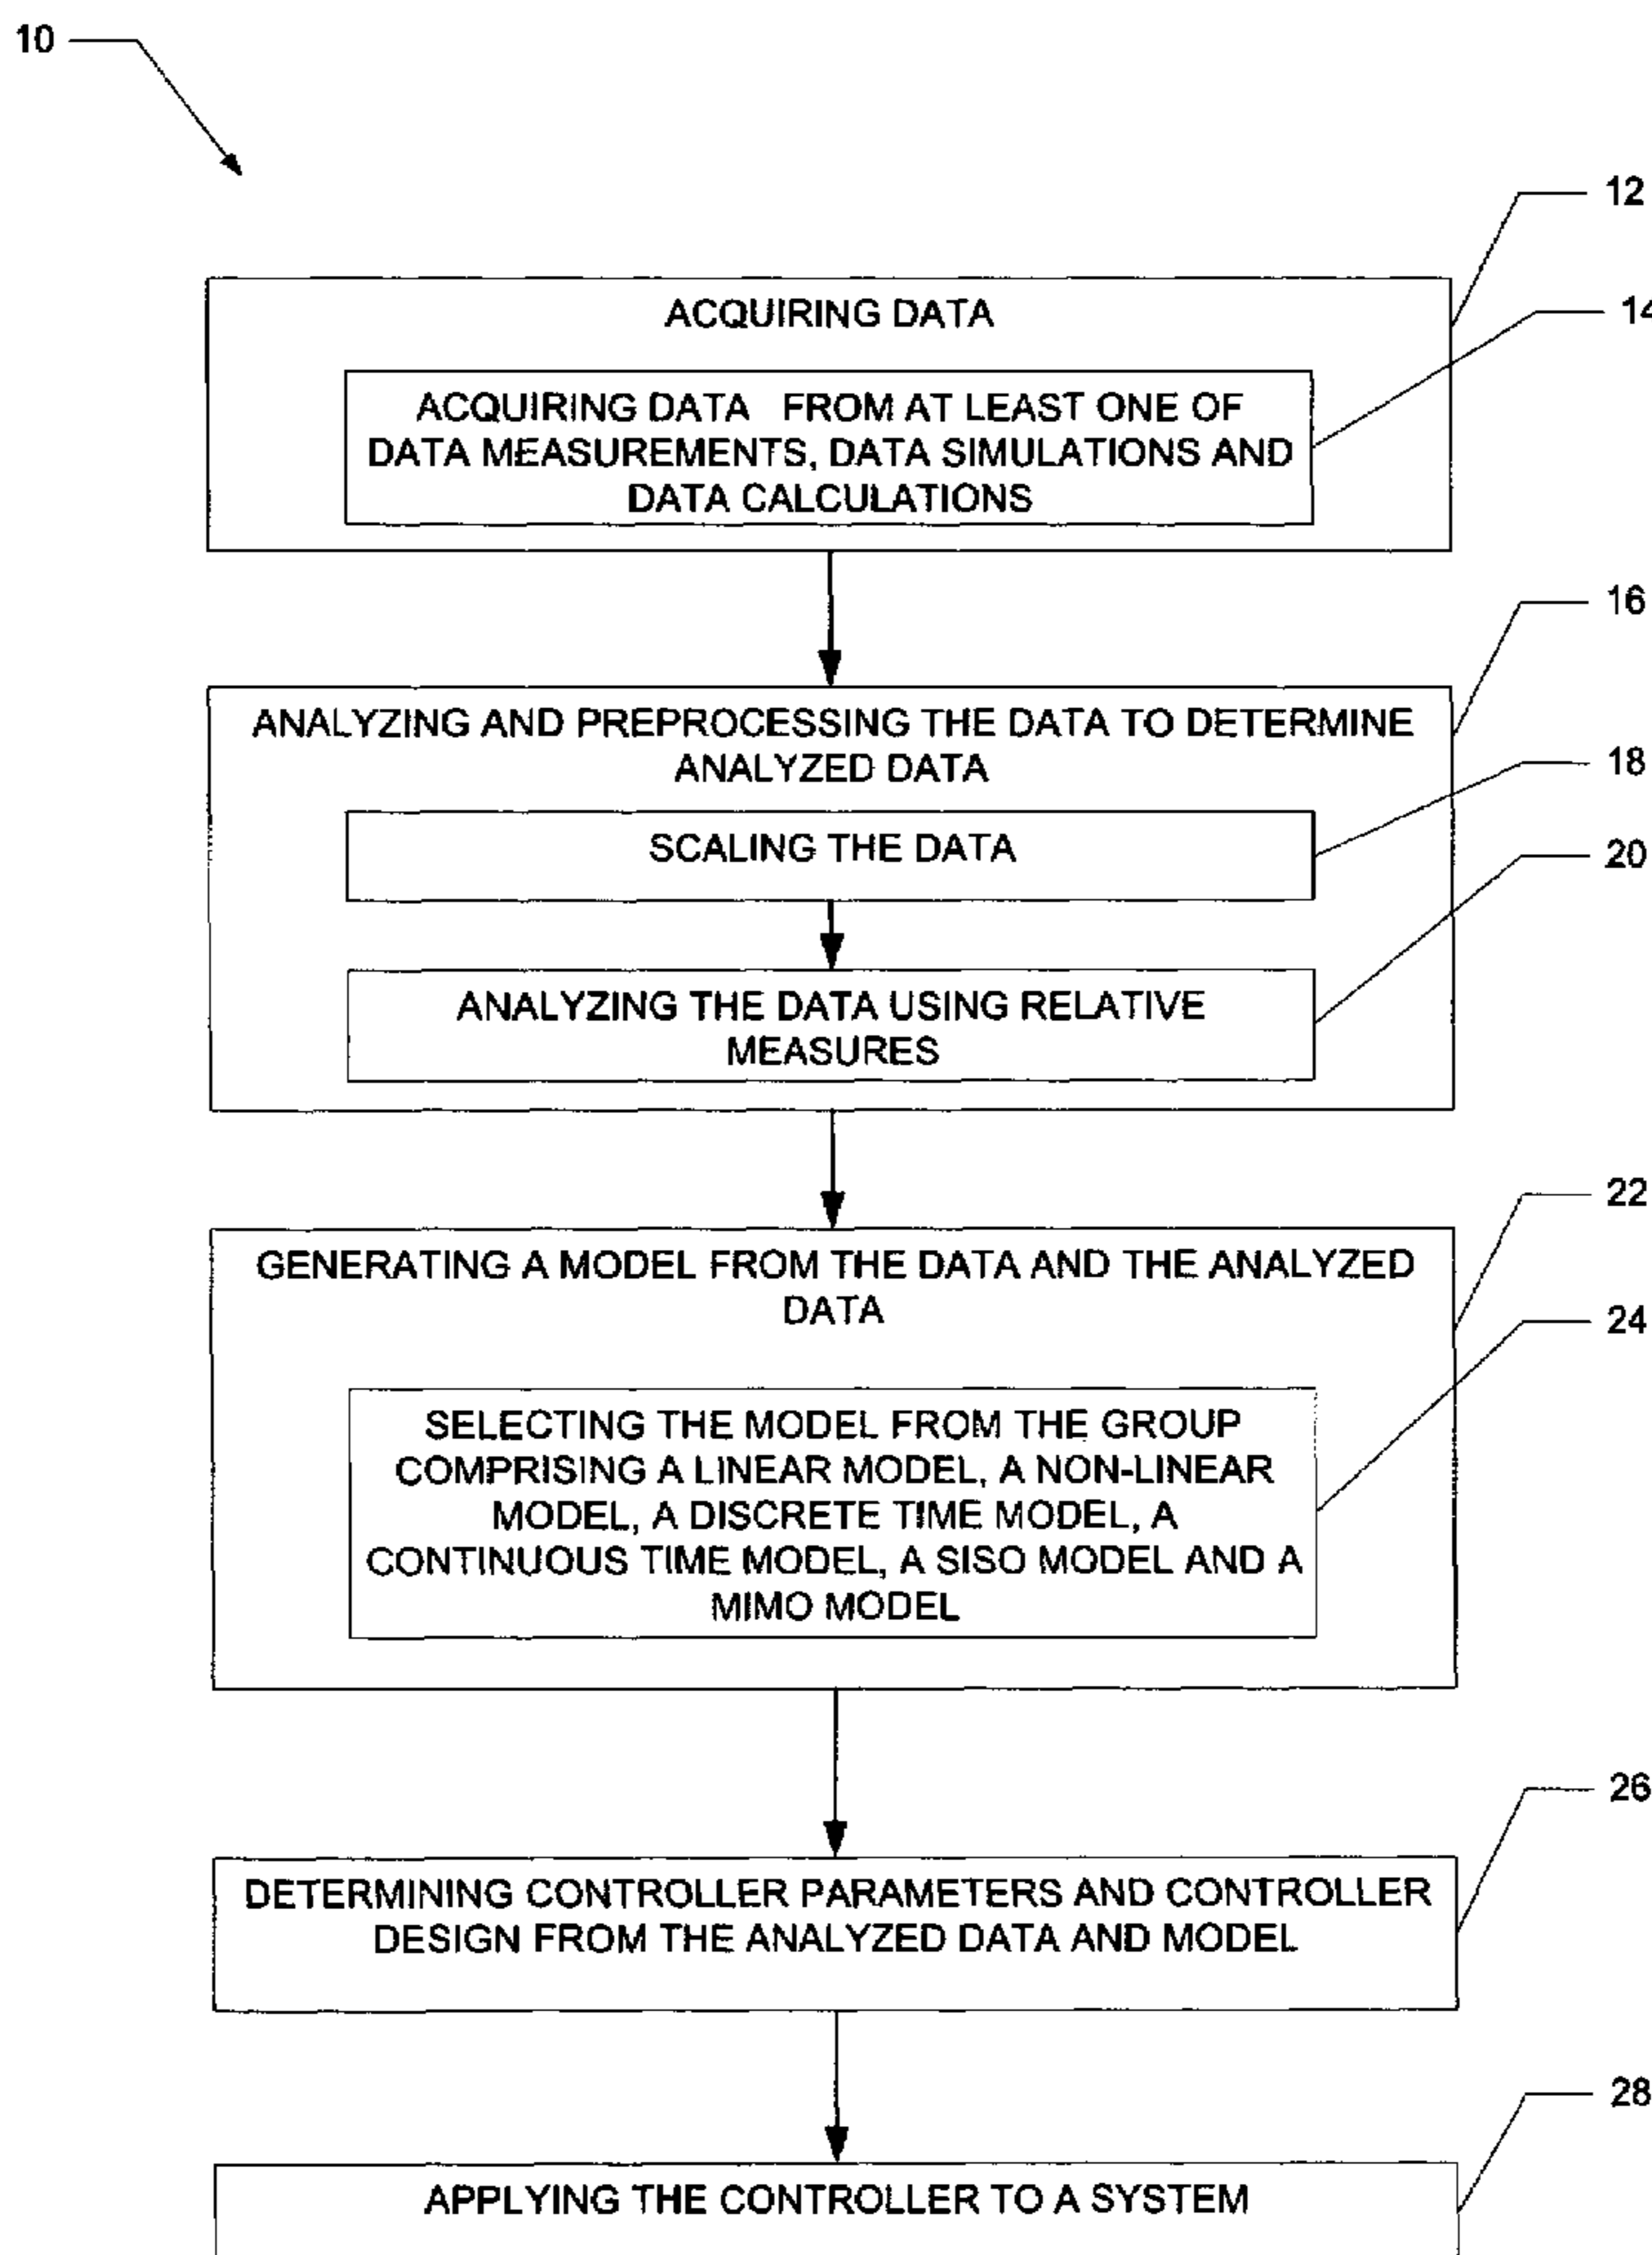 10
12
ACQUIRING DATA
14
ACQUIRING DATA FROM AT LEAST ONE OF
DATA MEASUREMENTS, DATA SIMULATIONS AND
DATA CALCULATIONS
16
ANALYZING AND PREPROCESSING THE DATA TO DETERMINE
ANALYZED DATA
18
SCALING THE DATA
20
ANALYZING THE DATA USING RELATIVE
MEASURES
22
GENERATING A MODEL FROM THE DATA AND THE ANALYZED
DATA
24
SELECTING THE MODEL FROM THE GROUP
COMPRISING A LINEAR MODEL, A NON-LINEAR
MODEL, A DISCRETE TIME MODEL, A
CONTINUOUS TIME MODEL, A SISO MODEL AND A
MIMO MODEL
26
DETERMINING CONTROLLER PARAMETERS AND CONTROLLER
DESIGN FROM THE ANALYZED DATA AND MODEL
28
APPLYING THE CONTROLLER TO A SYSTEM